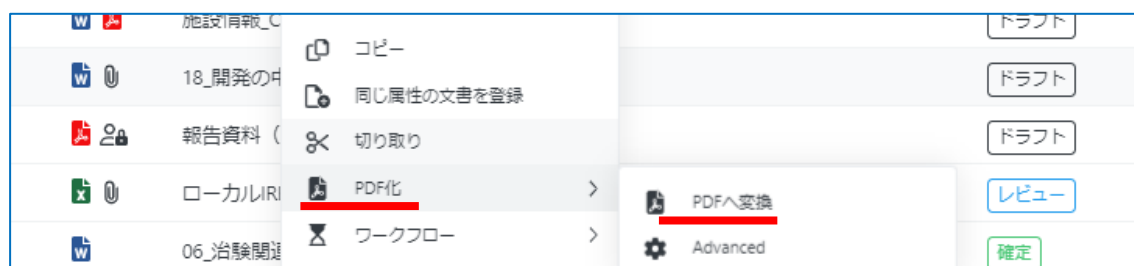 施設情報_C
ドラフト
コピー
18_開発の中
ドラフト
同じ属性の文書を登録
報告資料（
ドラフト
切り取り
ローカルIRI
PDF化
PDFへ変換
レビュー
ワークフロー
06_治験関連
Advanced
確定